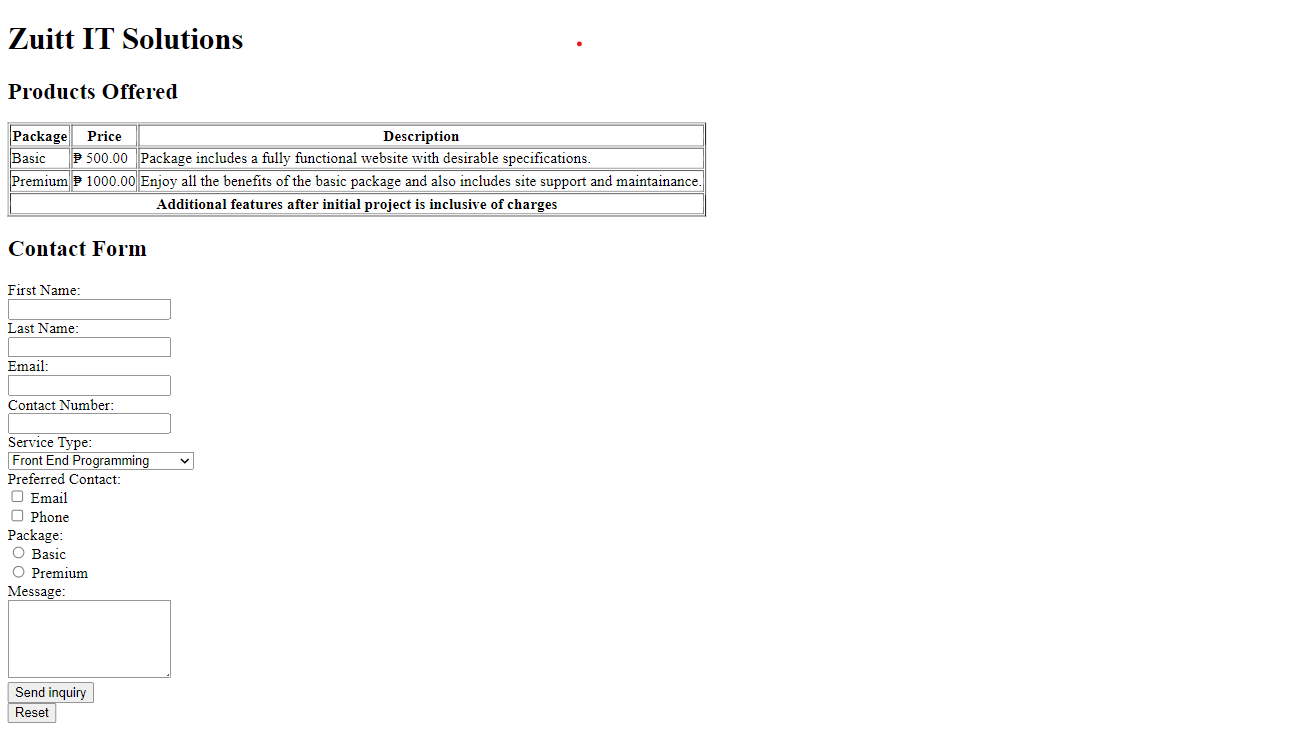 Zuitt IT Solutions
Products Offered
Package Price Description
Basic ₱ 500.00 Package includes a fully functional website with desirable specifications.
Premium ₱ 1000.00 Enjoy all the benefits of the basic package and also includes site support and maintainance.
Additional features after initial project is inclusive of charges
Contact Form
First Name:
Last Name:
Email:
Contact Number:
Service Type:
Front End Programming
Preferred Contact:
Email
Phone
Package:
Basic
Premium
Message:
Send inquiry
Reset